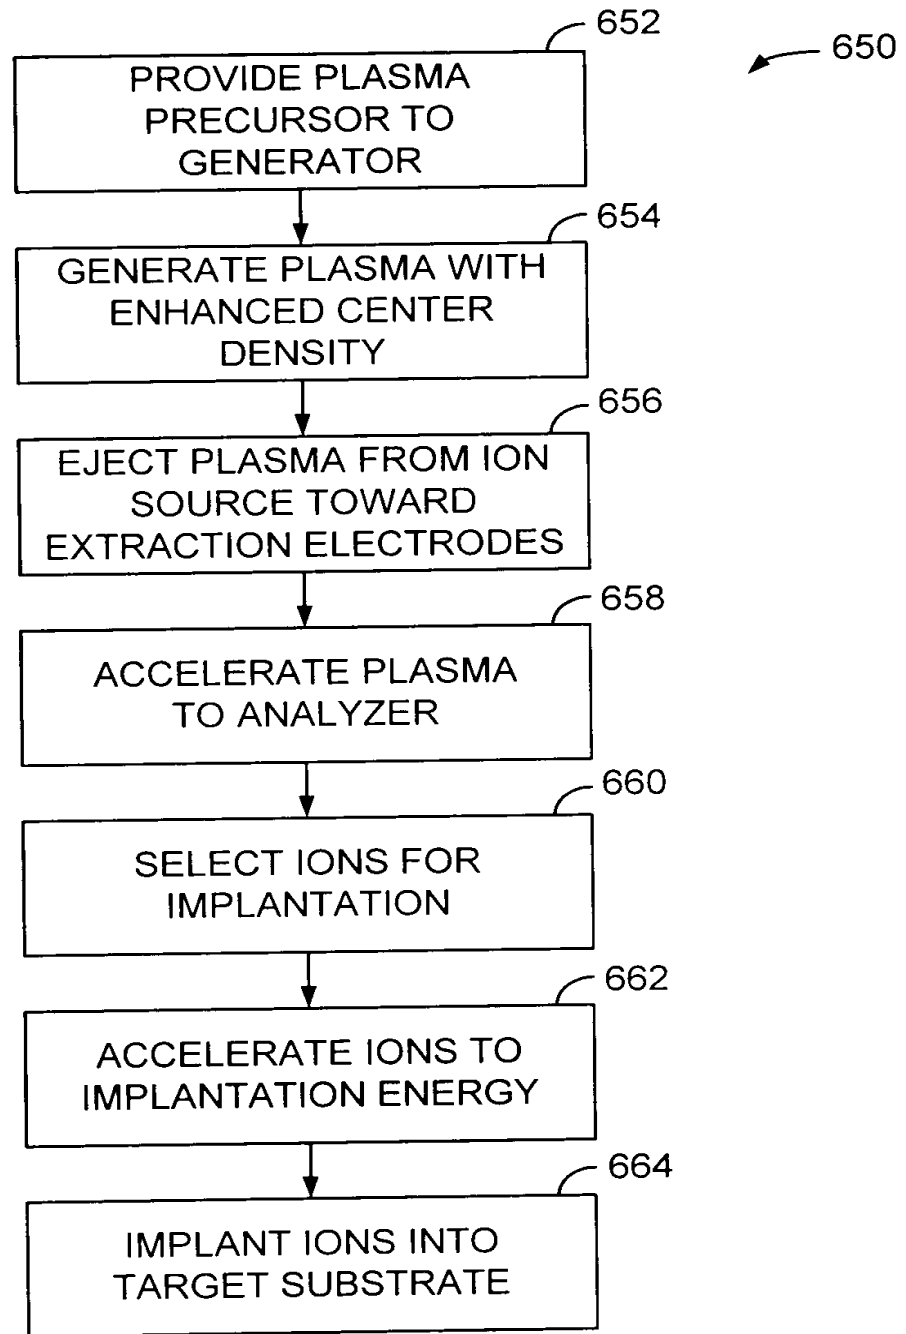 652
650
PROVIDE PLASMA
PRECURSOR TO
GENERATOR
654
GENERATE PLASMA WITH
ENHANCED CENTER
DENSITY
656
EJECT PLASMA FROM ION
SOURCE TOWARD
EXTRACTION ELECTRODES
658
ACCELERATE PLASMA
TO ANALYZER
660
SELECT IONS FOR
IMPLANTATION
662
ACCELERATE IONS TO
IMPLANTATION ENERGY
664
IMPLANT IONS INTO
TARGET SUBSTRATE